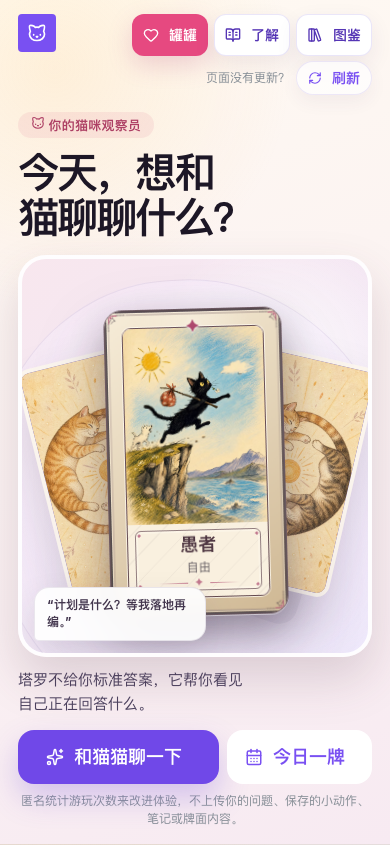 罐罐
了解
图鉴
页面没有更新？
刷新
你的猫咪观察员
今天，想和
猫聊聊什么？
愚者
自由
“计划是什么？等我落地再
编。”
塔罗不给你标准答案，它帮你看见
自己正在回答什么。
和猫猫聊一下
今日一牌
匿名统计游玩次数来改进体验，不上传你的问题、保存的小动作、
笔记或牌面内容。